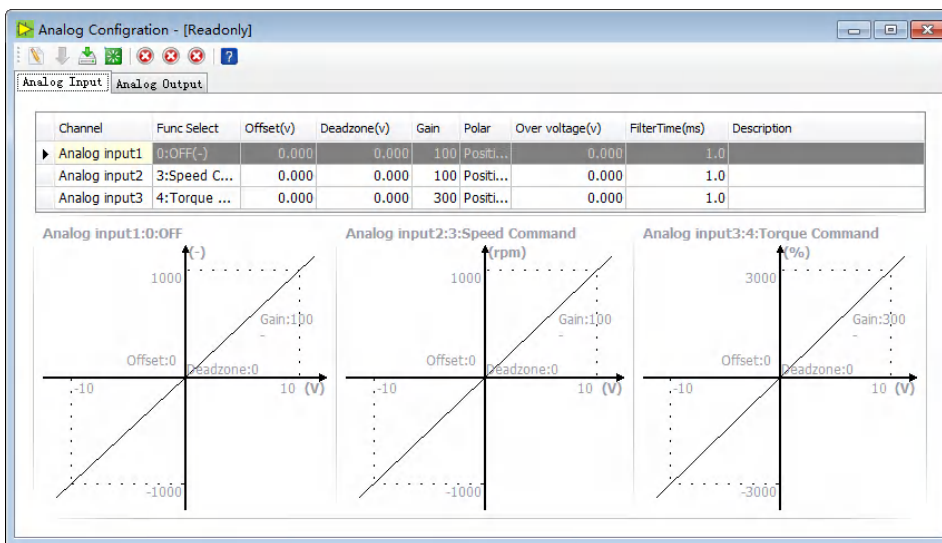 Analog Configration - [Readonly]
?
Analog Input Analog Output
Channel Func Select Offset(v) Deadzone(v) Gain Polar Over voltage(v) FilterTime(ms) Description
Analog input1 0:OFF(-) 0.000 0.000 100 Positi... 0.000 1.0
Analog input2 3:Speed C... 0.000 0.000 100 Positi... 0.000 1.0
Analog input3 4:Torque ... 0.000 0.000 300 Positi... 0.000 1.0
Analog input1:0:OFF
(-)
1000
Gain:100
-
Offset:0
Deadzone:0
-10
10 (V)
-1000
Analog input2:3:Speed Command
(rpm)
1000
Gain:100
-
Offset:0
Deadzone:0
-10
10 (V)
-1000
Analog input3:4:Torque Command
(%)
3000
Gain:300
-
Offset:0
Deadzone:0
-10
10 (V)
-3000